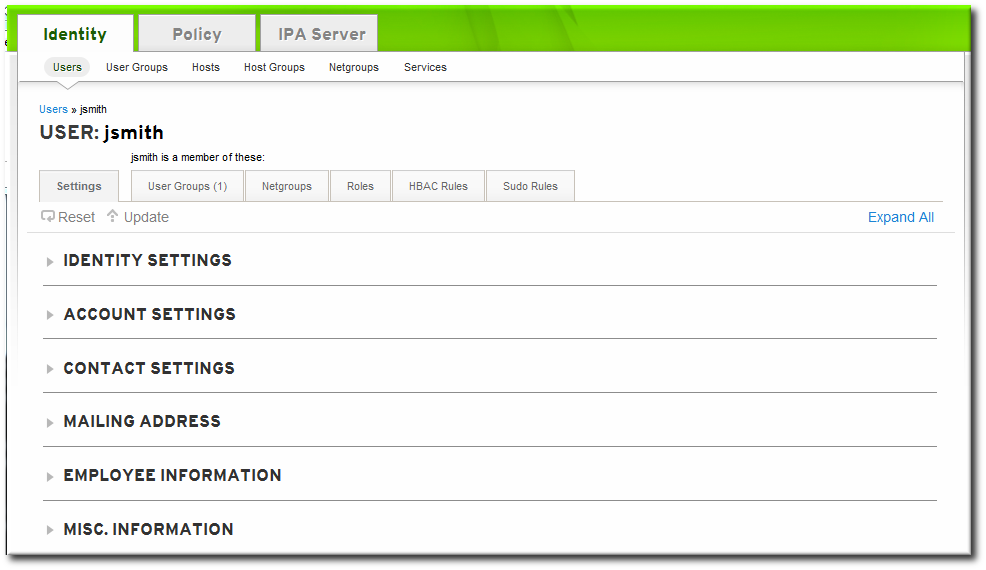 Identity Policy IPA Server
Users User Groups Hosts Host Groups Netgroups Services
Users » jsmith
USER: jsmith
jsmith is a member of these:
Settings User Groups (1) Netgroups Roles HBAC Rules Sudo Rules
Reset Update Expand All
IDENTITY SETTINGS
ACCOUNT SETTINGS
CONTACT SETTINGS
MAILING ADDRESS
EMPLOYEE INFORMATION
MISC. INFORMATION